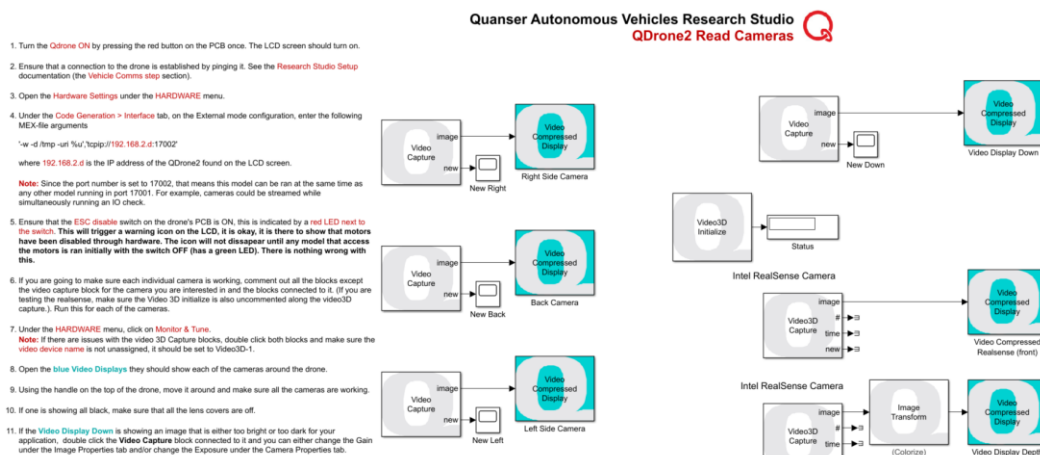 Quanser Autonomous Vehicles Research Studio
QDrone2 Read Cameras
1. Turn the Qdrone ON by pressing the red button on the PCB once. The LCD screen should turn on.
2. Ensure that a connection to the drone is established by pinging it. See the Research Studio Setup
documentation (the Vehicle Comms step section).
3. Open the Hardware Settings under the HARDWARE menu.
4. Under the Code Generation > Interface tab, on the External mode configuration, enter the following
MEX-file arguments
'-w -d /tmp -uri %u','tcpip://192.168.2.d:17002'
where 192.168.2.d is the IP address of the QDrone2 found on the LCD screen.
Note: Since the port number is set to 17002, that means this model can be ran at the same time as
any other model running in port 17001. For example, cameras could be streamed while
simultaneously running an IO check.
5. Ensure that the ESC disable switch on the drone's PCB is ON, this is indicated by a red LED next to
the switch. This will trigger a warning icon on the LCD, it is okay, it is there to show that motors
have been disabled through hardware. The icon will not dissapear until any model that access
the motors is ran initially with the switch OFF (has a green LED). There is nothing wrong with
this.
6. If you are going to make sure each individual camera is working, comment out all the blocks except
the video capture block for the camera you are interested in and the blocks connected to it. (If you are
testing the realsense, make sure the Video 3D initialize is also uncommented along the video3D
capture.). Run this for each of the cameras.
7. Under the HARDWARE menu, click on Monitor & Tune.
Note: If there are issues with the video 3D Capture blocks, double click both blocks and make sure the
video device name is not unassigned, it should be set to Video3D-1.
8. Open the blue Video Displays they should show each of the cameras around the drone.
9. Using the handle on the top of the drone, move it around and make sure all the cameras are working.
10. If one is showing all black, make sure that all the lens covers are off.
11. If the Video Display Down is showing an image that is either too bright or too dark for your
application, double click the Video Capture block connected to it and you can either change the Gain
under the Image Properties tab and/or change the Exposure under the Camera Properties tab.
Video
Capture
image
new
New Right
Video
Compressed
Display
Right Side Camera
Video
Capture
image
new
New Back
Video
Compressed
Display
Back Camera
Video
Capture
image
new
New Left
Video
Compressed
Display
Left Side Camera
Video
Capture
image
new
New Down
Video
Compressed
Display
Video Display Down
Video3D
Initialize
Status
Intel RealSense Camera
Video3D
Capture
image
#
time
new
Video
Compressed
Display
Video Compressed
Realsense (front)
Intel RealSense Camera
Video3D
Capture
image
#
time
Image
Transform
(Colorize)
Video
Compressed
Display
Video Display Depth